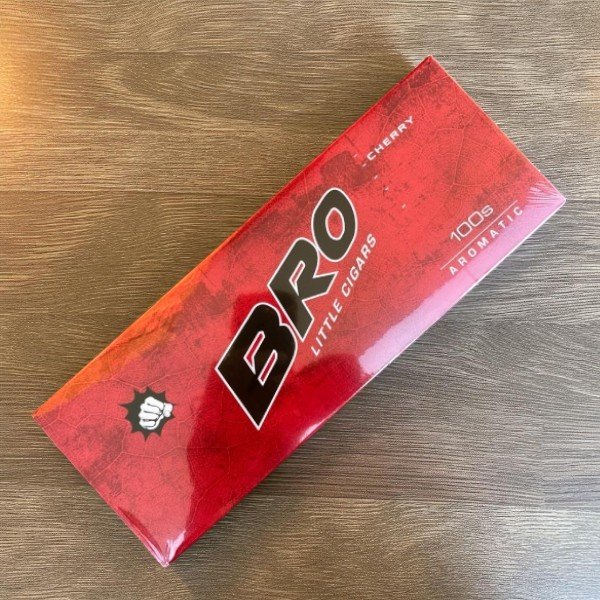 - CHERRY
BRO
LITTLE CIGARS
100s
AROMATIC